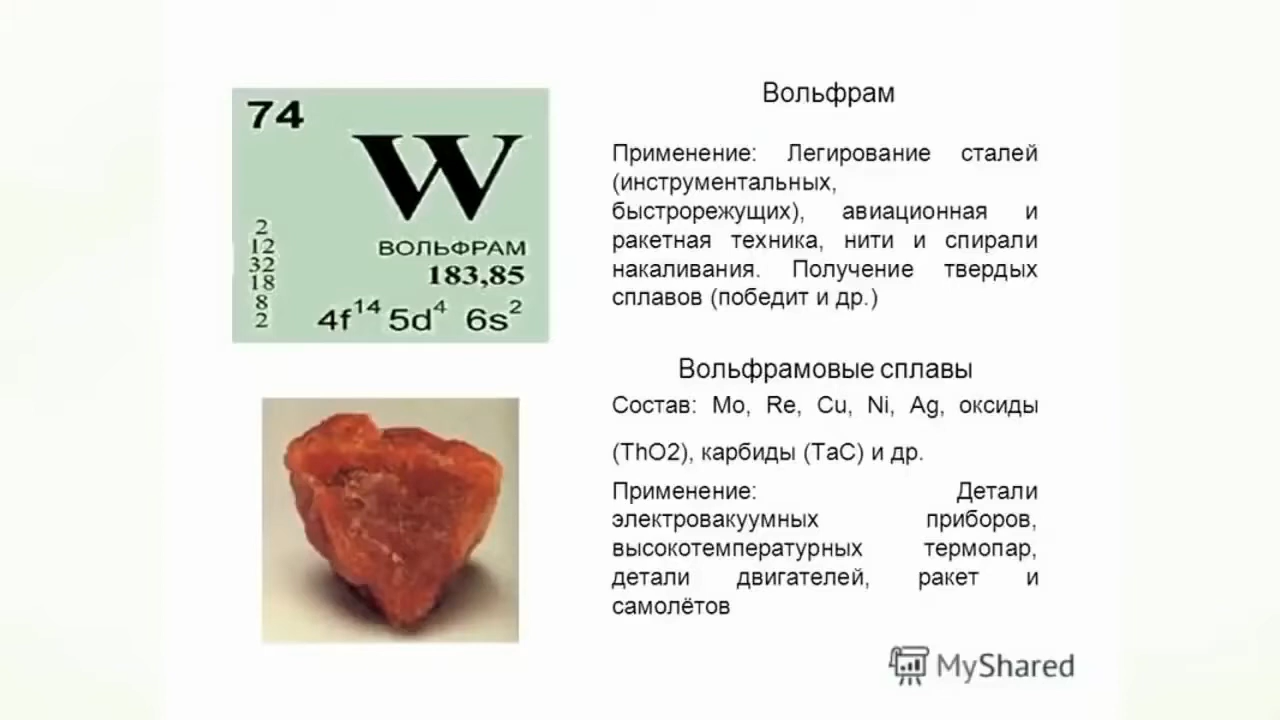 74
W
ВОЛЬФРАМ
183,85
2
12
32
18
8
2
4f14 5d4 6s2
Вольфрам
Применение: Легирование сталей
(инструментальных,
быстрорежущих), авиационная и
ракетная техника, нити и спирали
накаливания. Получение твердых
сплавов (победит и др.)
Вольфрамовые сплавы
Состав: Mo, Re, Cu, Ni, Ag, оксиды
(ThO2), карбиды (TaC) и др.
Применение: Детали
электровакуумных приборов,
высокотемпературных термопар,
детали двигателей, ракет и
самолётов
MyShared